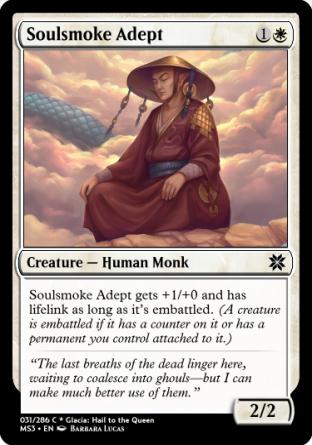 Soulsmoke Adept 1
Creature — Human Monk
Soulsmoke Adept gets +1/+0 and has
lifelink as long as it's embattled. (A creature
is embattled if it has a counter on it or has a
permanent you control attached to it.)
"The last breaths of the dead linger here,
waiting to coalesce into ghouls—but I can
make much better use of them."
2/2
031/286 C * Glacia: Hail to the Queen
MS3 • EN Barbara Lucas